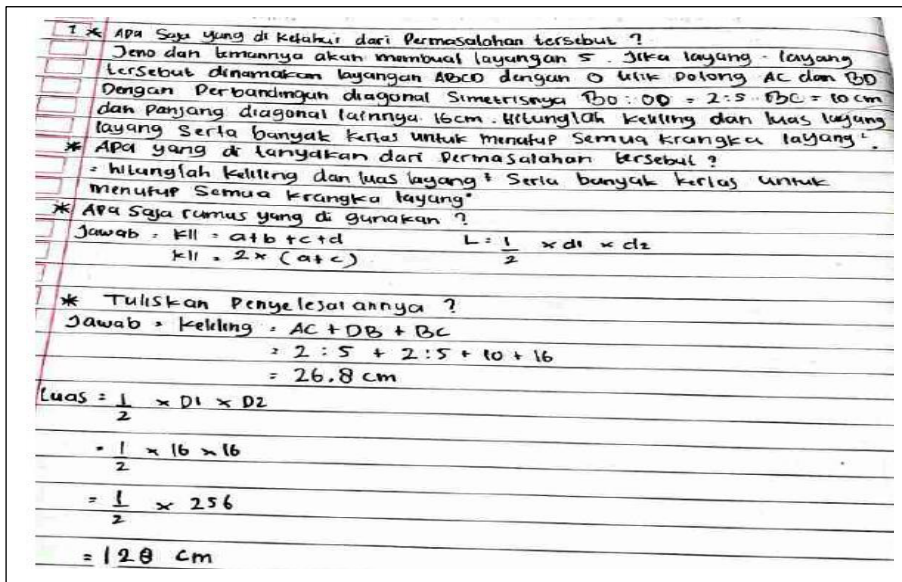 1 * Apa Saja yang di Ketahui dari Permasalahan tersebut ?
Jeno dan temannya akan membuat layangan 5. Jika layang - layang
tersebut dinamakan layangan ABCD dengan O titik Potong AC dan BD
Dengan Perbandingan diagonal Simetrisnya BO : OD = 2:5 BC = 10 cm
dan Panjang diagonal lainnya 16cm. Hitunglah keliling dan luas layang
layang Serta banyak kertas untuk menutup Semua krangka layang².
* Apa yang di tanyakan dari Permasalahan tersebut ?
= hitunglah keliling dan luas layang² Serta banyak kertas untuk
menutup Semua krangka layang²
* Apa Saja rumus yang di gunakan ?
Jawab = Kll = a+b+c+d L = 1/2 × d1 × d2
Kll = 2 × (a+c)
* Tuliskan Penyelesaiannya ?
Jawab = Keliling = AC + DB + BC
= 2 : 5 + 2:5 + 10 + 16
= 26.8 cm
Luas = 1/2 × D1 × D2
= 1/2 × 16 × 16
= 1/2 × 256
= 128 cm